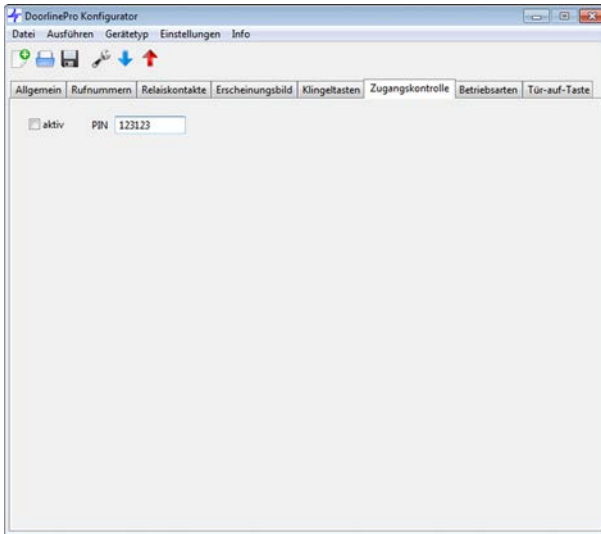 DoorlinePro Konfigurator
Datei Ausführen Gerätetyp Einstellungen Info
Allgemein Rufnummern Relaiskontakte Erscheinungsbild Klingeltasten Zugangskontrolle Betriebsarten Tür-auf-Taste
aktiv PIN 123123